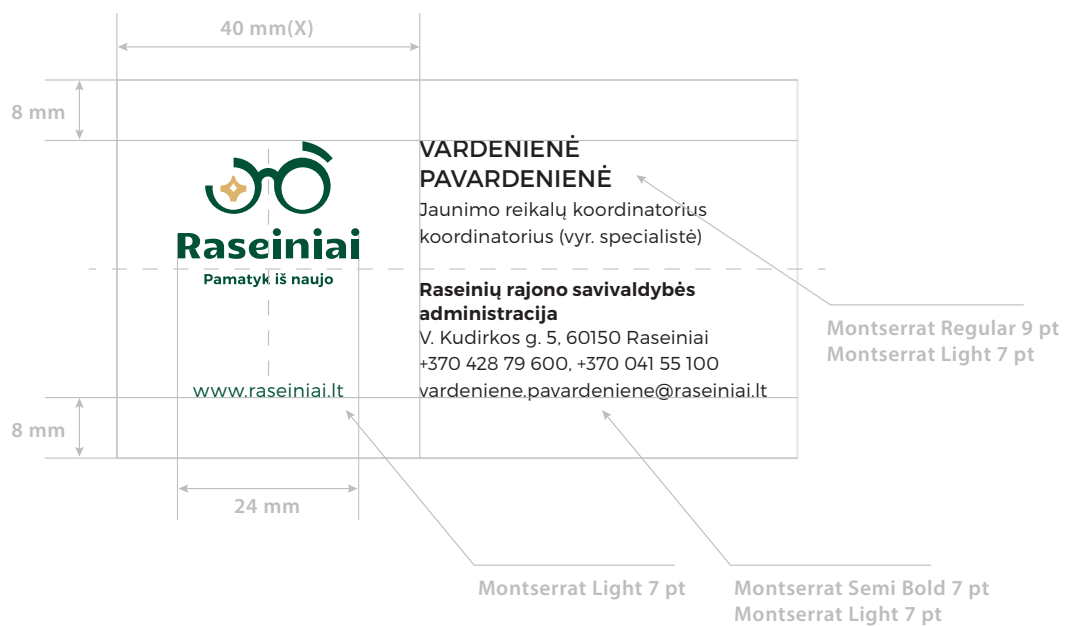 40 mm(X)
8 mm
VARDENIENĖ
PAVARDENIENĖ
Jaunimo reikalų koordinatorius
koordinatorius (vyr. specialistė)
Raseiniai
Pamatyk iš naujo
Raseinių rajono savivaldybės
administracija
V. Kudirkos g. 5, 60150 Raseiniai
+370 428 79 600, +370 041 55 100
vardeniene.pavardeniene@raseiniai.lt
www.raseiniai.lt
Montserrat Regular 9 pt
Montserrat Light 7 pt
8 mm
24 mm
Montserrat Light 7 pt
Montserrat Semi Bold 7 pt
Montserrat Light 7 pt